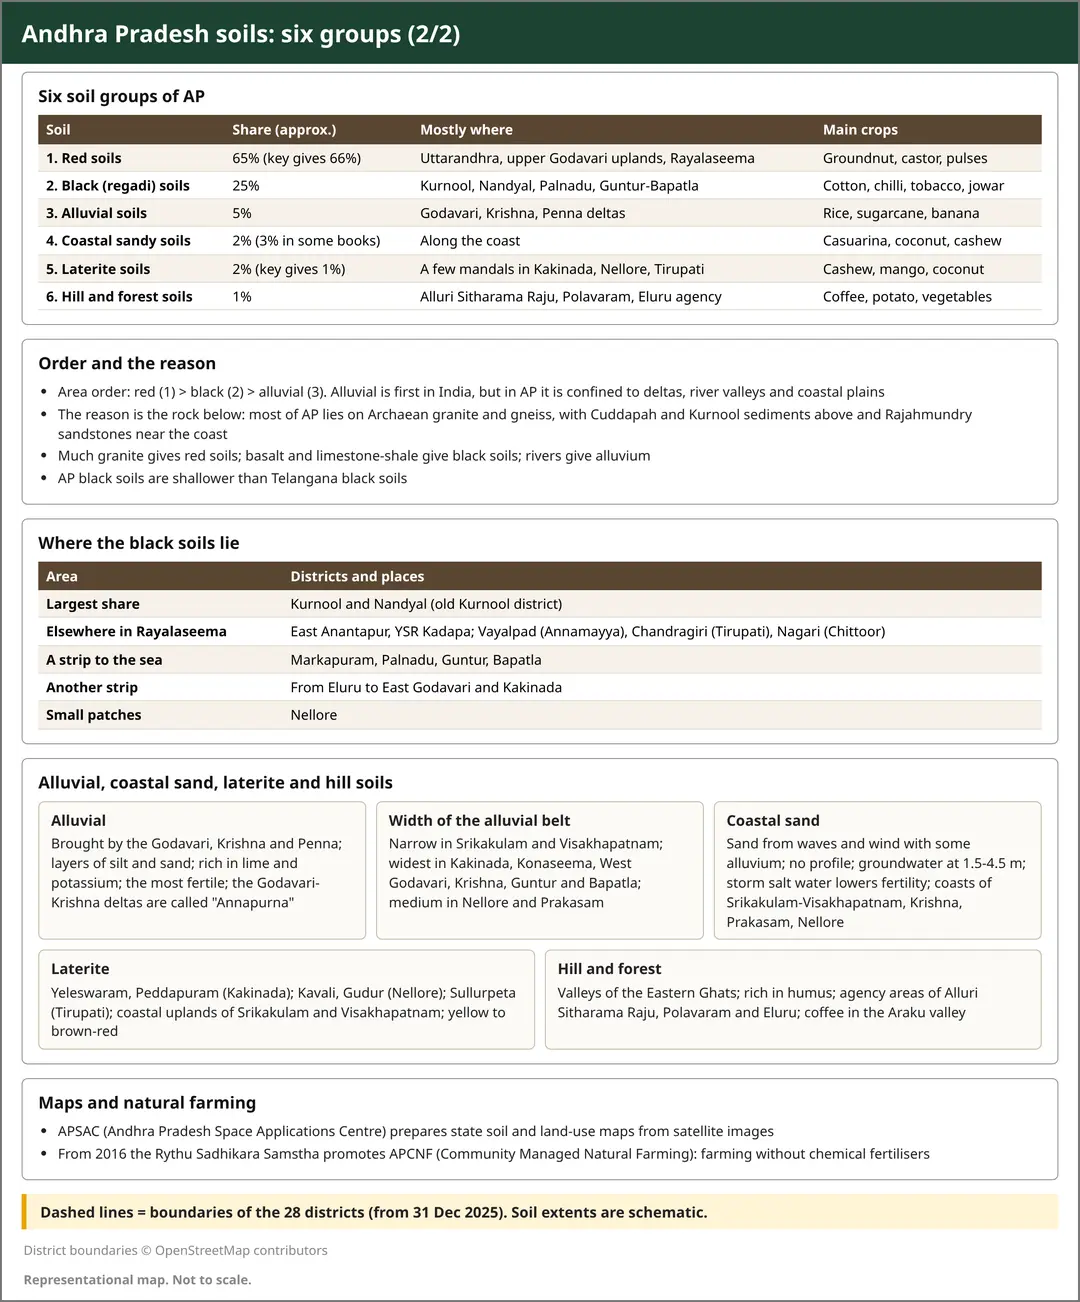 Andhra Pradesh soils: six groups (2/2)
Six soil groups of AP
Soil Share (approx.) Mostly where Main crops
1. Red soils 65% (key gives 66%) Uttarandhra, upper Godavari uplands, Rayalaseema Groundnut, castor, pulses
2. Black (regadi) soils 25% Kurnool, Nandyal, Palnadu, Guntur-Bapatla Cotton, chilli, tobacco, jowar
3. Alluvial soils 5% Godavari, Krishna, Penna deltas Rice, sugarcane, banana
4. Coastal sandy soils 2% (3% in some books) Along the coast Casuarina, coconut, cashew
5. Laterite soils 2% (key gives 1%) A few mandals in Kakinada, Nellore, Tirupati Cashew, mango, coconut
6. Hill and forest soils 1% Alluri Sitharama Raju, Polavaram, Eluru agency Coffee, potato, vegetables
Order and the reason
• Area order: red (1) > black (2) > alluvial (3). Alluvial is first in India, but in AP it is confined to deltas, river valleys and coastal plains
• The reason is the rock below: most of AP lies on Archaean granite and gneiss, with Cuddapah and Kurnool sediments above and Rajahmundry
sandstones near the coast
• Much granite gives red soils; basalt and limestone-shale give black soils; rivers give alluvium
• AP black soils are shallower than Telangana black soils
Where the black soils lie
Area Districts and places
Largest share Kurnool and Nandyal (old Kurnool district)
Elsewhere in Rayalaseema East Anantapur, YSR Kadapa; Vayalpad (Annamayya), Chandragiri (Tirupati), Nagari (Chittoor)
A strip to the sea Markapuram, Palnadu, Guntur, Bapatla
Another strip From Eluru to East Godavari and Kakinada
Small patches Nellore
Alluvial, coastal sand, laterite and hill soils
Alluvial
Brought by the Godavari, Krishna and Penna;
layers of silt and sand; rich in lime and
potassium; the most fertile; the Godavari-
Krishna deltas are called "Annapurna"
Width of the alluvial belt
Narrow in Srikakulam and Visakhapatnam;
widest in Kakinada, Konaseema, West
Godavari, Krishna, Guntur and Bapatla;
medium in Nellore and Prakasam
Coastal sand
Sand from waves and wind with some
alluvium; no profile; groundwater at 1.5-4.5 m;
storm salt water lowers fertility; coasts of
Srikakulam-Visakhapatnam, Krishna,
Prakasam, Nellore
Laterite
Yeleswaram, Peddapuram (Kakinada); Kavali, Gudur (Nellore); Sullurpeta
(Tirupati); coastal uplands of Srikakulam and Visakhapatnam; yellow to
brown-red
Hill and forest
Valleys of the Eastern Ghats; rich in humus; agency areas of Alluri
Sitharama Raju, Polavaram and Eluru; coffee in the Araku valley
Maps and natural farming
• APSAC (Andhra Pradesh Space Applications Centre) prepares state soil and land-use maps from satellite images
• From 2016 the Rythu Sadhikara Samstha promotes APCNF (Community Managed Natural Farming): farming without chemical fertilisers
Dashed lines = boundaries of the 28 districts (from 31 Dec 2025). Soil extents are schematic.
District boundaries © OpenStreetMap contributors
Representational map. Not to scale.